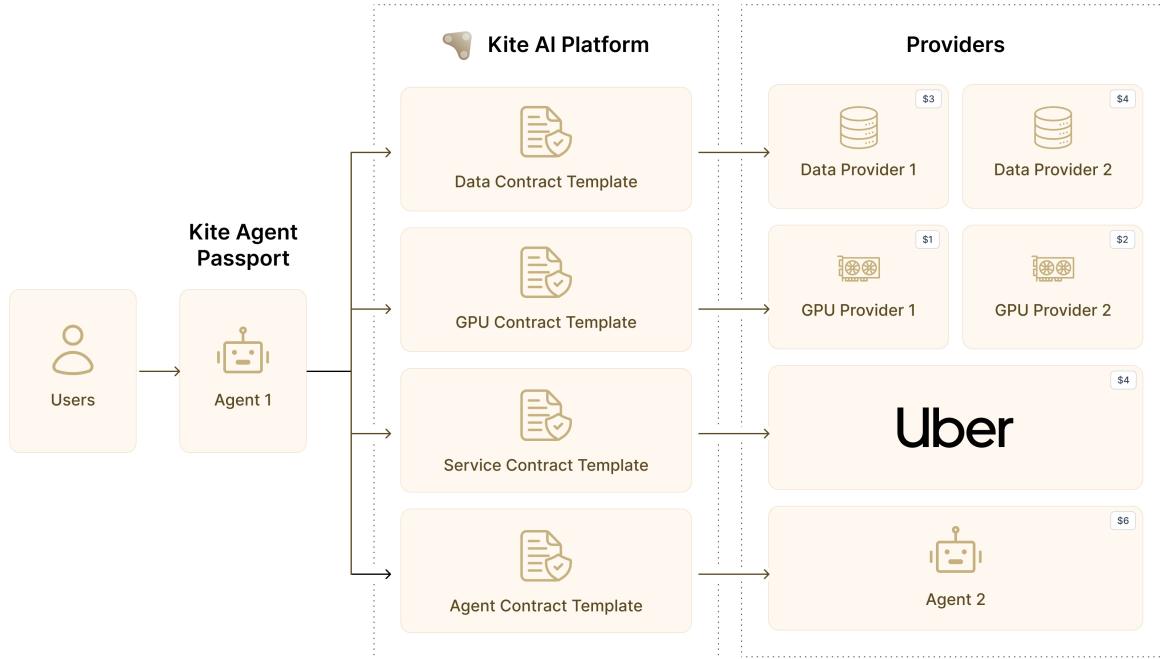 Kite AI Platform
Providers
Kite Agent
Passport
Users
Agent 1
Data Contract Template
GPU Contract Template
Service Contract Template
Agent Contract Template
$3
Data Provider 1
$4
Data Provider 2
$1
GPU Provider 1
$2
GPU Provider 2
$4
Uber
$6
Agent 2